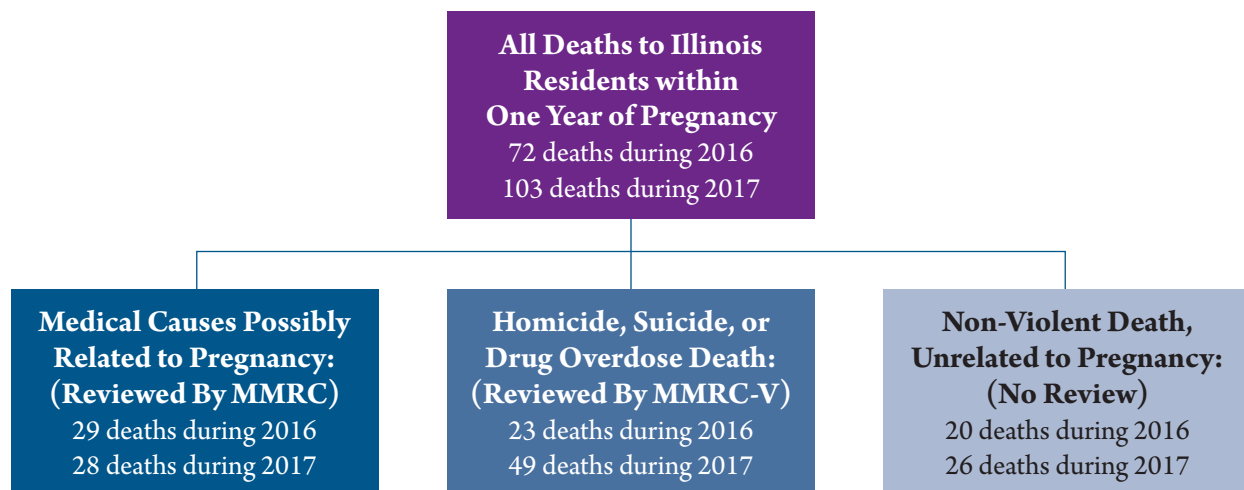 All Deaths to Illinois
Residents within
One Year of Pregnancy
72 deaths during 2016
103 deaths during 2017
Medical Causes Possibly
Related to Pregnancy:
(Reviewed By MMRC)
29 deaths during 2016
28 deaths during 2017
Homicide, Suicide, or
Drug Overdose Death:
(Reviewed By MMRC-V)
23 deaths during 2016
49 deaths during 2017
Non-Violent Death,
Unrelated to Pregnancy:
(No Review)
20 deaths during 2016
26 deaths during 2017